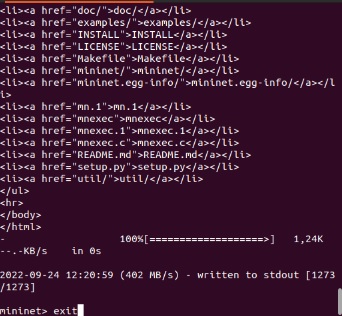 <li><a href="doc/">doc/</a></li>
<li><a href="examples/">examples/</a></li>
<li><a href="INSTALL">INSTALL</a></li>
<li><a href="LICENSE">LICENSE</a></li>
<li><a href="Makefile">Makefile</a></li>
<li><a href="mininet/">mininet/</a></li>
<li><a href="mininet.egg-info/">mininet.egg-info/</a></l
i>
<li><a href="mn.1">mn.1</a></li>
<li><a href="mnexec">mnexec</a></li>
<li><a href="mnexec.1">mnexec.1</a></li>
<li><a href="mnexec.c">mnexec.c</a></li>
<li><a href="README.md">README.md</a></li>
<li><a href="setup.py">setup.py</a></li>
<li><a href="util/">util/</a></li>
</ul>
<hr>
</body>
</html>
-                   100%[===================>]   1,24K
--.-KB/s    in 0s
2022-09-24 12:20:59 (402 MB/s) - written to stdout [1273
/1273]
mininet> exit